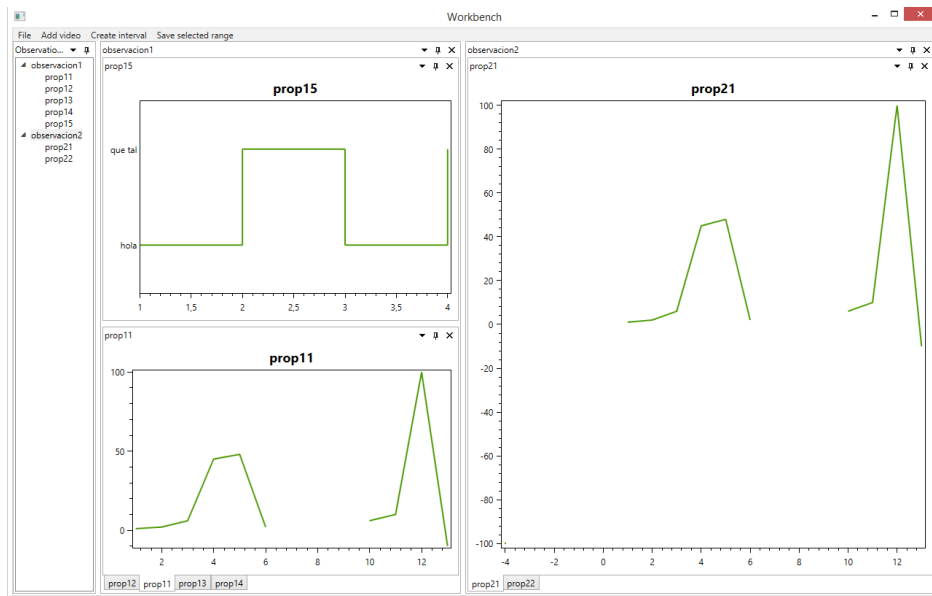 Workbench
File Add video Create interval Save selected range
Observatio...
observacion1
prop11
prop12
prop13
prop14
prop15
observacion2
prop21
prop22
observacion1
prop15
prop15
que tal
hola
1 1,5 2 2,5 3 3,5 4
prop11
prop11
100
50
0
2 4 6 8 10 12
prop12 prop11 prop13 prop14
observacion2
prop21
prop21
100
80
60
40
20
0
-20
-40
-60
-80
-100
-4 -2 0 2 4 6 8 10 12
prop21 prop22